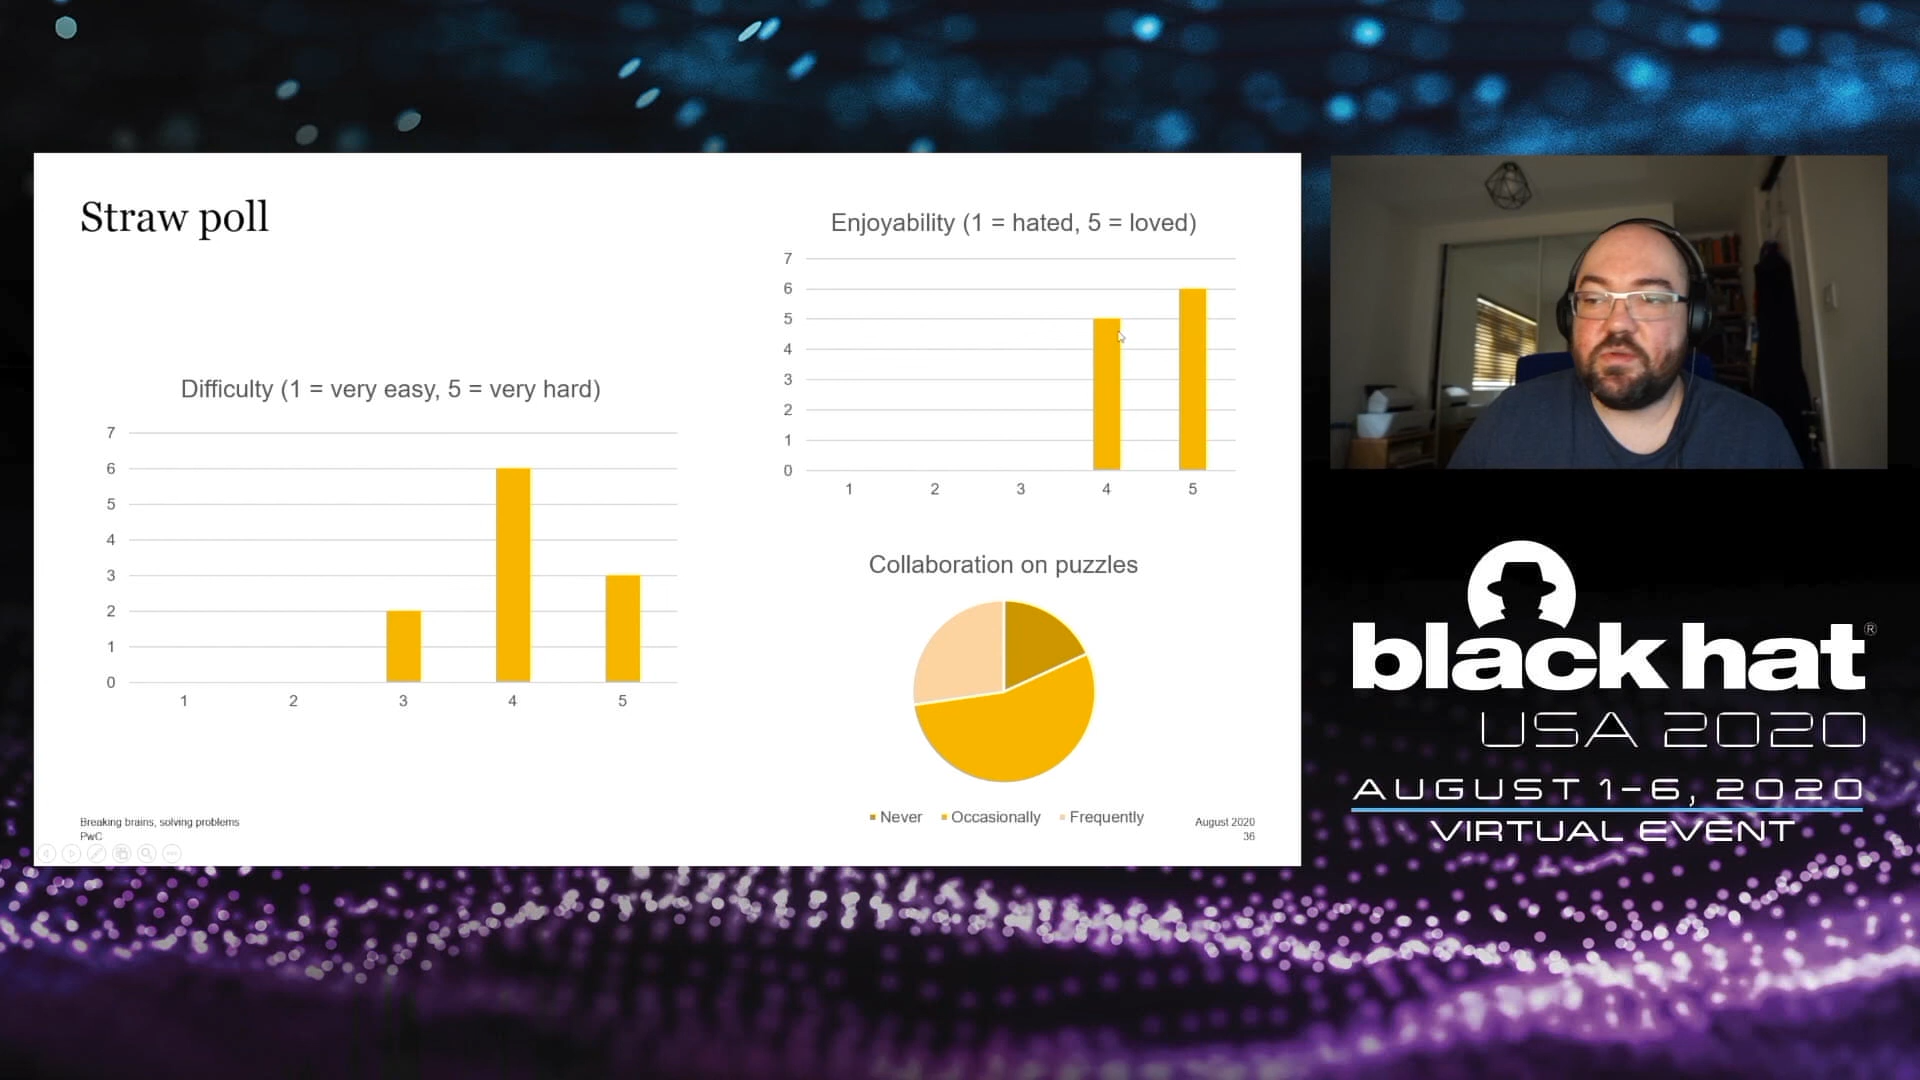 Straw poll
Difficulty (1 = very easy, 5 = very hard)
7
6
5
4
3
2
1
0
1 2 3 4 5
Enjoyability (1 = hated, 5 = loved)
7
6
5
4
3
2
1
0
1 2 3 4 5
Collaboration on puzzles
Never Occasionally Frequently
Breaking brains, solving problems
PwC
August 2020
36
black hat®
USA 2020
AUGUST 1-6, 2020
VIRTUAL EVENT